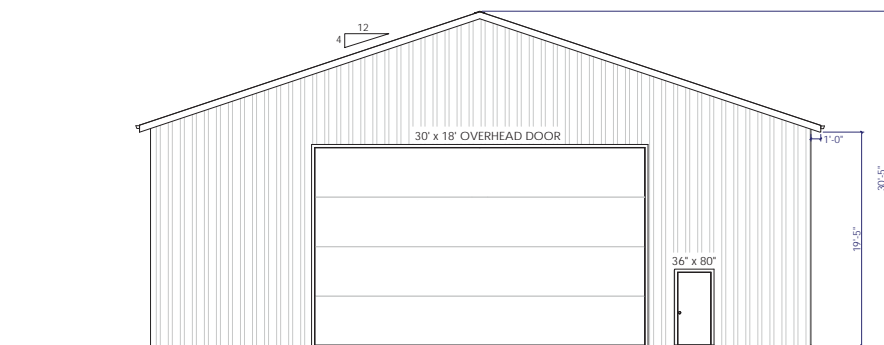 12
4
30' x 18' OVERHEAD DOOR
1'-0"
30'-5"
19'-5"
36" x 80"